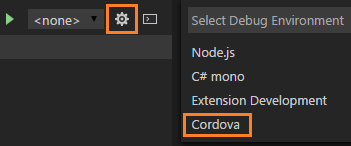 <none>
Select Debug Environment
Node.js
C# mono
Extension Development
Cordova